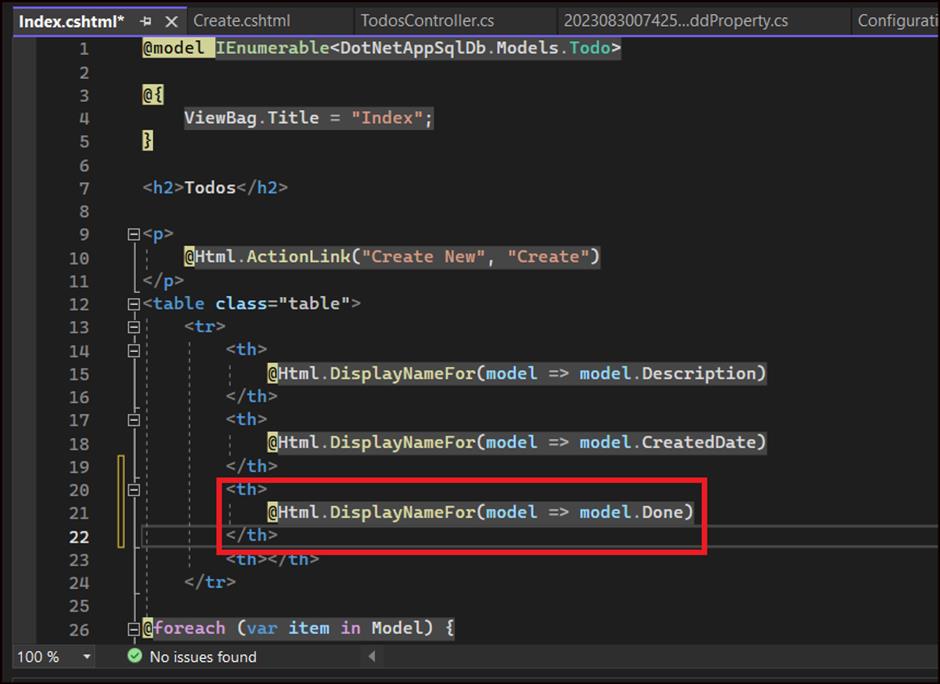 Index.cshtml* Create.cshtml TodosController.cs 2023083007425...ddProperty.cs Configurati
1 @model IEnumerable<DotNetAppSqlDb.Models.Todo>
2
3 @{
4 ViewBag.Title = "Index";
5 }
6
7 <h2>Todos</h2>
8
9 <p>
10 @Html.ActionLink("Create New", "Create")
11 </p>
12 <table class="table">
13 <tr>
14 <th>
15 @Html.DisplayNameFor(model => model.Description)
16 </th>
17 <th>
18 @Html.DisplayNameFor(model => model.CreatedDate)
19 </th>
20 <th>
21 @Html.DisplayNameFor(model => model.Done)
22 </th>
23 <th></th>
24 </tr>
25
26 @foreach (var item in Model) {
100 % No issues found